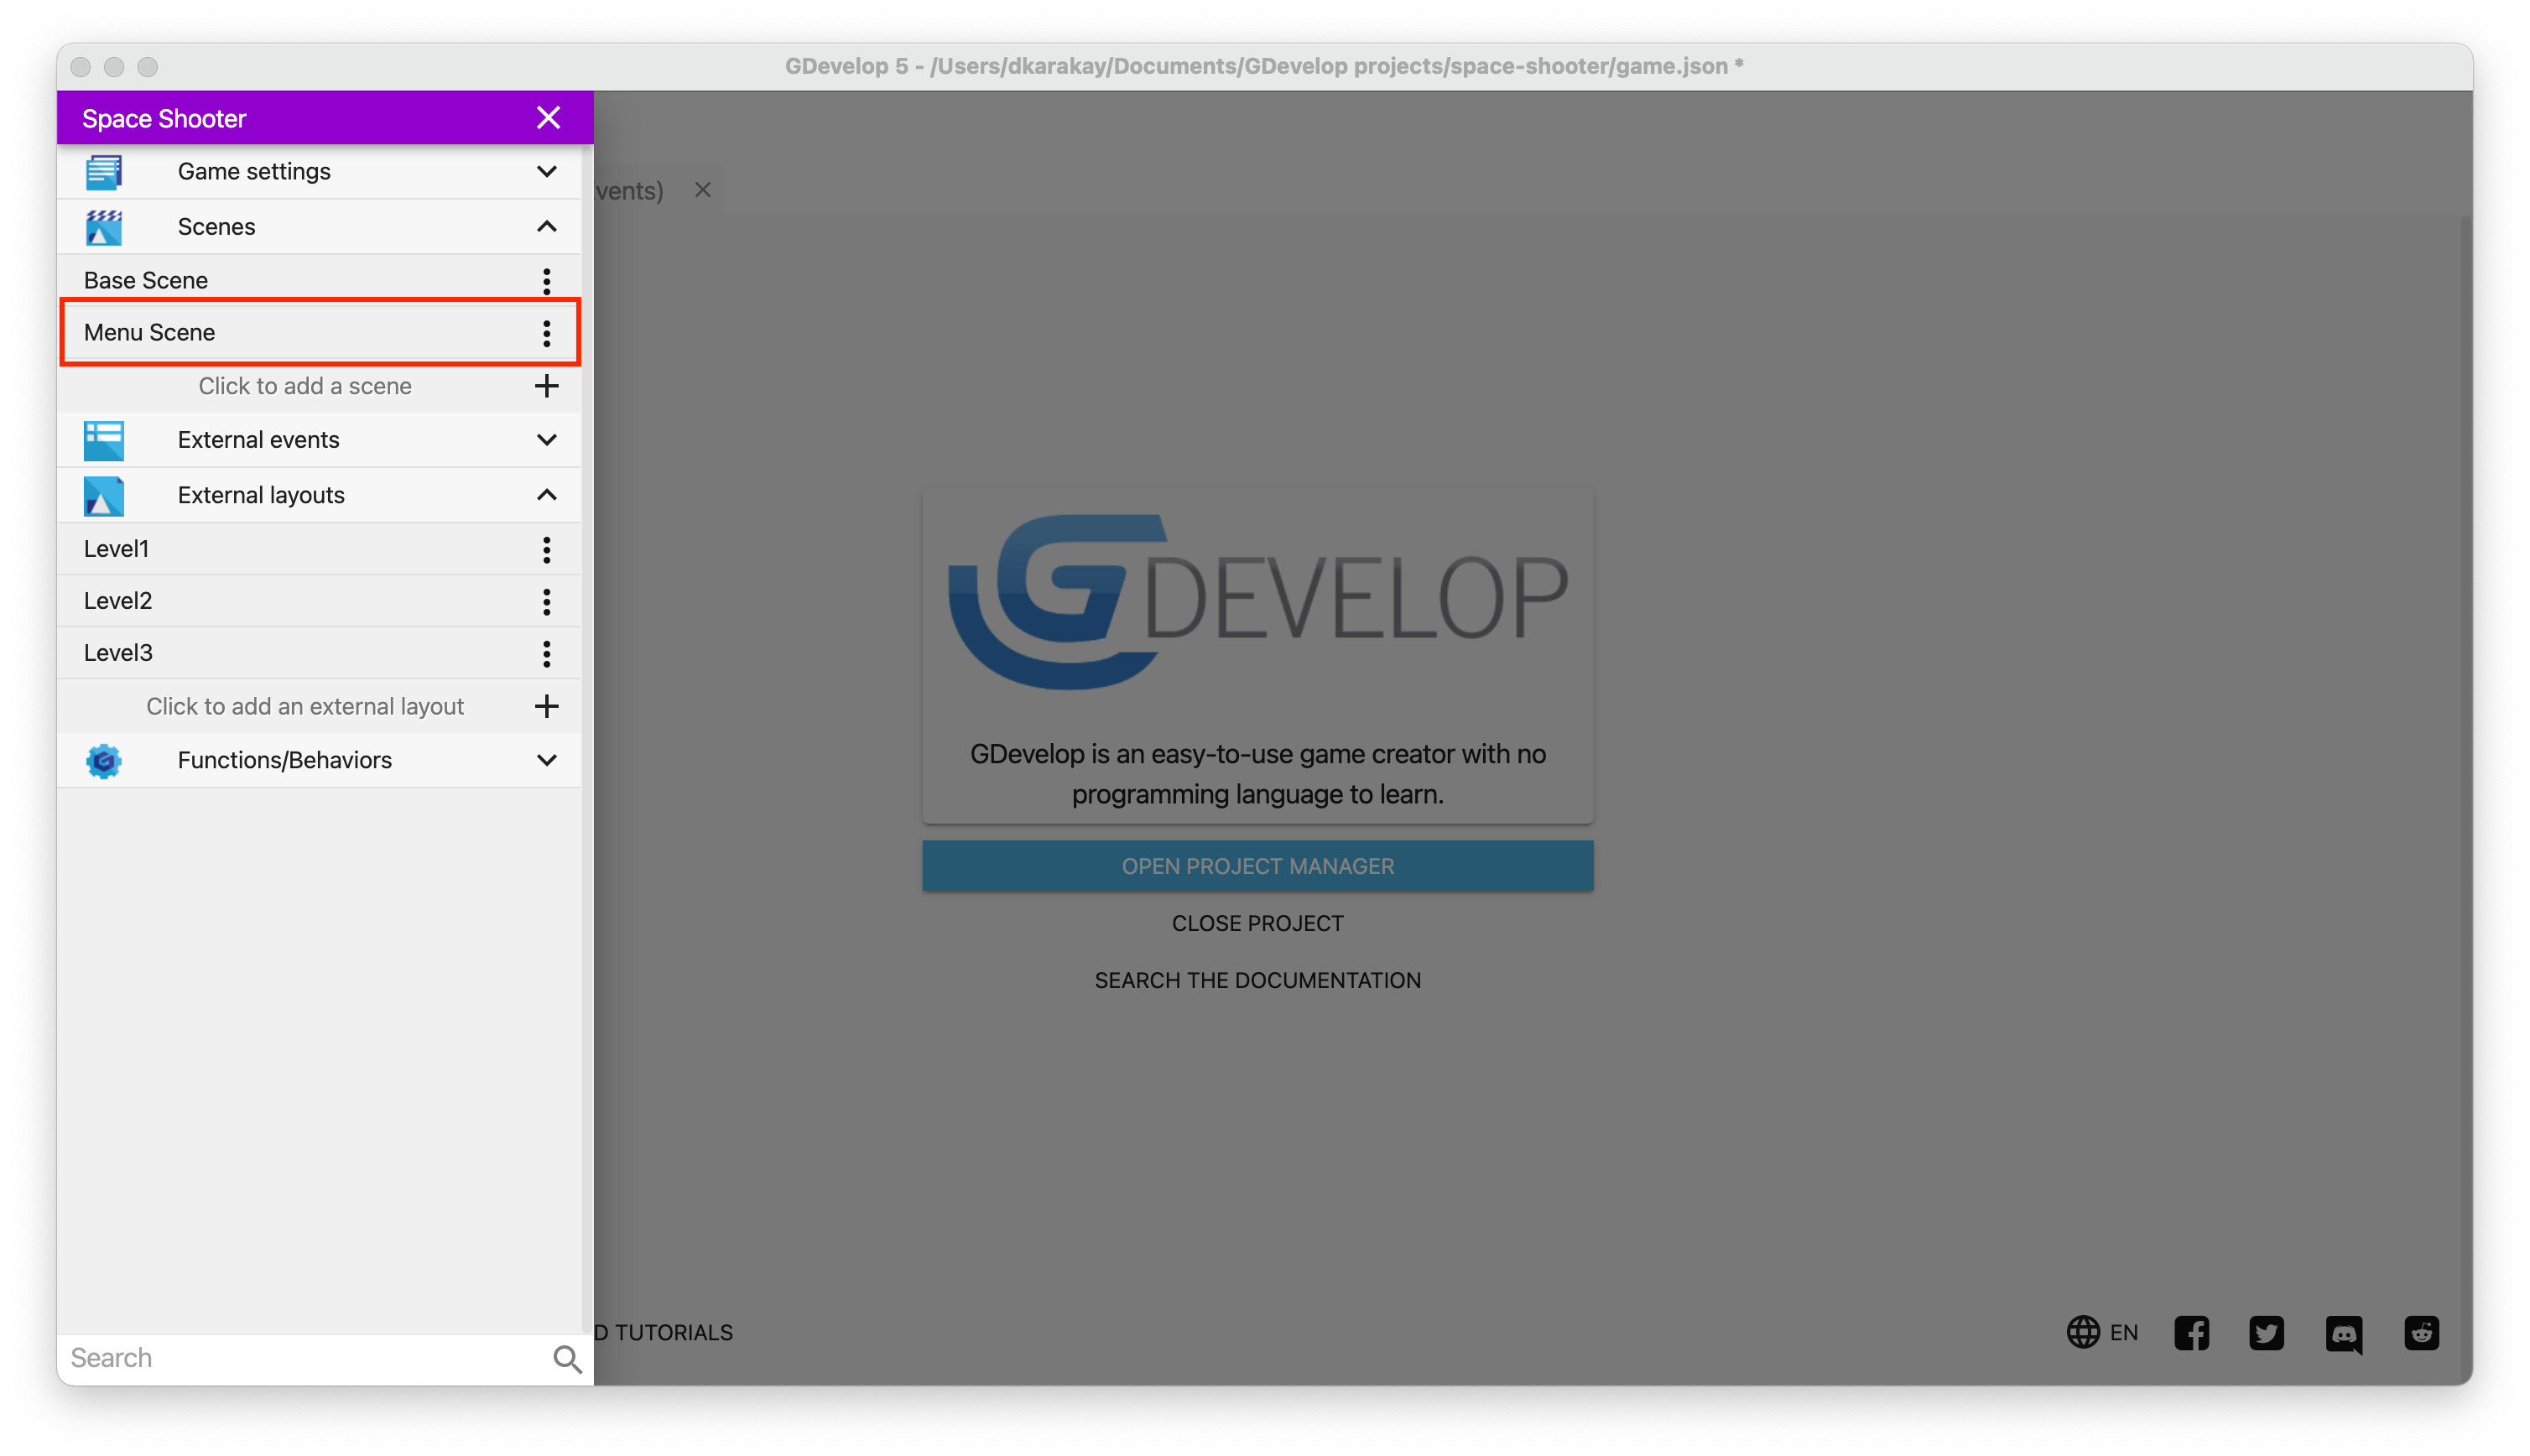 GDevelop 5 - /Users/dkarakay/Documents/GDevelop projects/space-shooter/game.json *
Space Shooter
Game settings
vents)
Scenes
Base Scene
Menu Scene
Click to add a scene
External events
External layouts
Level1
Level2
Level3
Click to add an external layout
Functions/Behaviors
GDEVELOP
GDevelop is an easy-to-use game creator with no
programming language to learn.
OPEN PROJECT MANAGER
CLOSE PROJECT
SEARCH THE DOCUMENTATION
D TUTORIALS
EN
Search